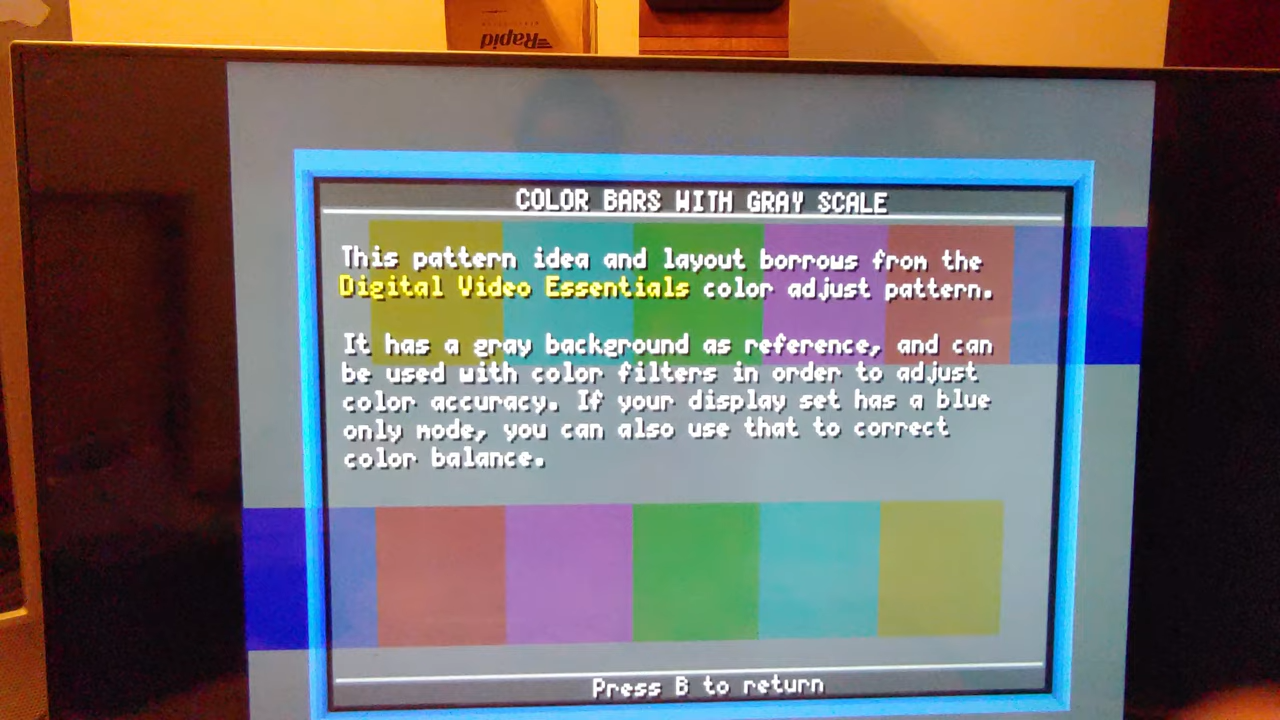 Rapid
COLOR BARS WITH GRAY SCALE
This pattern idea and layout borrows from the
Digital Video Essentials color adjust pattern.
It has a gray background as reference, and can
be used with color filters in order to adjust
color accuracy. If your display set has a blue
only mode, you can also use that to correct
color balance.
Press B to return